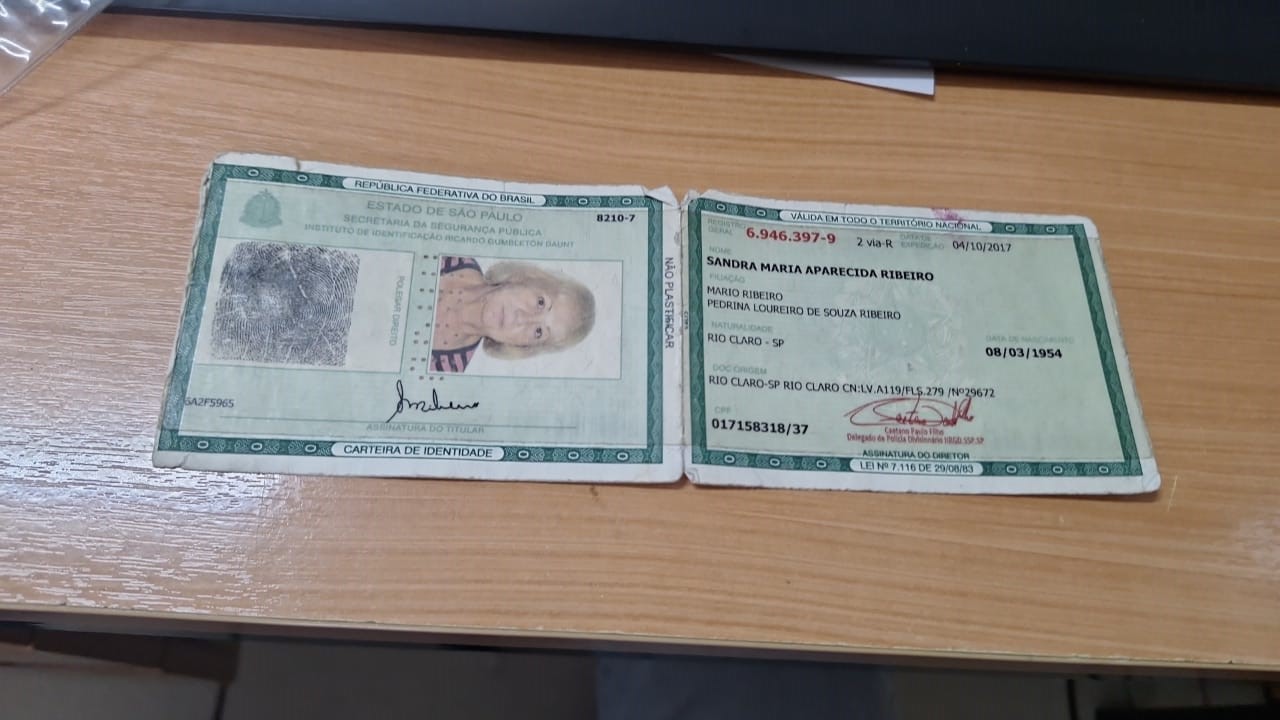 REPÚBLICA FEDERATIVA DO BRASIL
ESTADO DE SÃO PAULO
8210-7
SECRETARIA DA SEGURANÇA PÚBLICA
INSTITUTO DE IDENTIFICAÇÃO RICARDO GUMBLETON DAUNT
POLEGAR DIREITO
6A2F5965
ASSINATURA DO TITULAR
CARTEIRA DE IDENTIDADE
NÃO PLASTIFICAR
VÁLIDA EM TODO O TERRITÓRIO NACIONAL
REGISTRO GERAL 6.946.397-9 2 via-R DATA DE EXPEDIÇÃO 04/10/2017
NOME
SANDRA MARIA APARECIDA RIBEIRO
FILIAÇÃO
MARIO RIBEIRO
PEDRINA LOUREIRO DE SOUZA RIBEIRO
NATURALIDADE
RIO CLARO - SP
DATA DE NASCIMENTO
08/03/1954
DOC ORIGEM
RIO CLARO-SP RIO CLARO CN:LV.A119/FLS.279 /Nº29672
CPF
017158318/37
Caetano Paulo Filho
Delegado de Polícia Divisionário IIRGD.SSP.SP
ASSINATURA DO DIRETOR
LEI Nº 7.116 DE 29/08/83